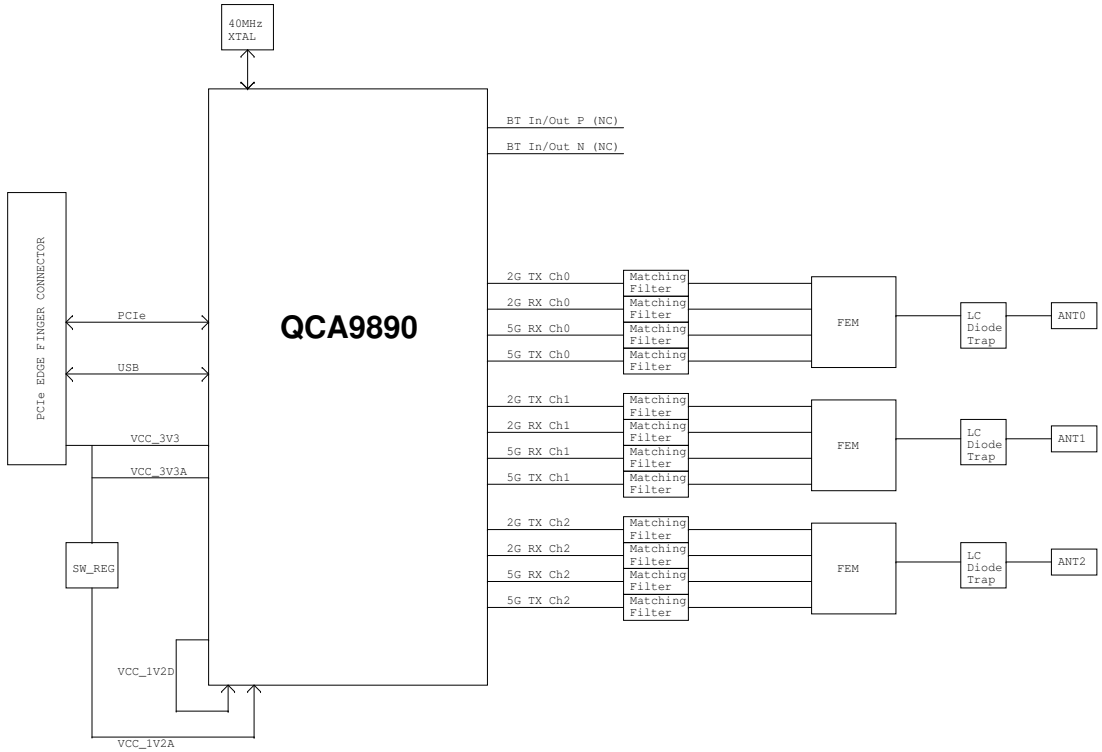 40MHz
XTAL
BT In/Out P (NC)
BT In/Out N (NC)
PCIe EDGE FINGER CONNECTOR
PCIe
USB
VCC_3V3
VCC_3V3A
SW_REG
VCC_1V2D
VCC_1V2A
QCA9890
2G TX Ch0
Matching
Filter
2G RX Ch0
Matching
Filter
5G RX Ch0
Matching
Filter
5G TX Ch0
Matching
Filter
FEM
LC
Diode
Trap
ANT0
2G TX Ch1
Matching
Filter
2G RX Ch1
Matching
Filter
5G RX Ch1
Matching
Filter
5G TX Ch1
Matching
Filter
FEM
LC
Diode
Trap
ANT1
2G TX Ch2
Matching
Filter
2G RX Ch2
Matching
Filter
5G RX Ch2
Matching
Filter
5G TX Ch2
Matching
Filter
FEM
LC
Diode
Trap
ANT2